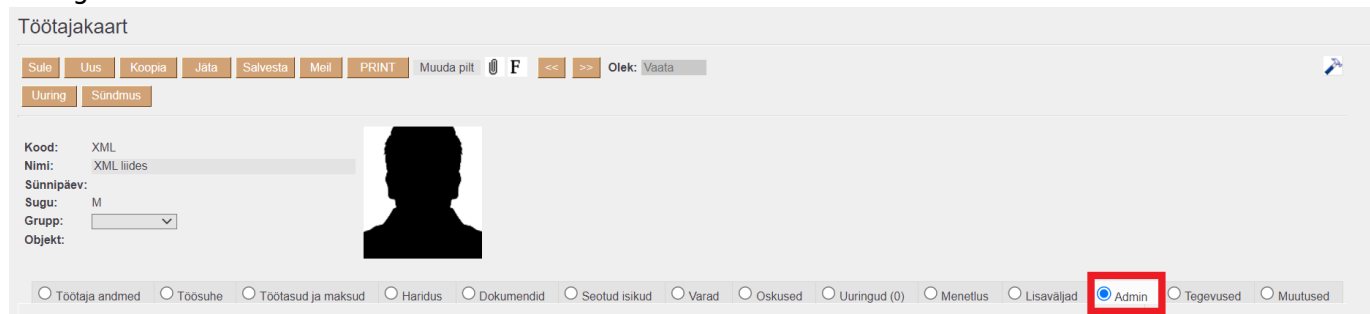 Töötajakaart
Sule Uus Koopia Jäta Salvesta Meil PRINT Muuda pilt F << >> Olek: Vaata
Uuring Sündmus
Kood: XML
Nimi: XML liides
Sünnipäev:
Sugu: M
Grupp:
Objekt:
Töötaja andmed Töösuhe Töötasud ja maksud Haridus Dokumendid Seotud isikud Varad Oskused Uuringud (0) Menetlus Lisaväljad Admin Tegevused Muutused